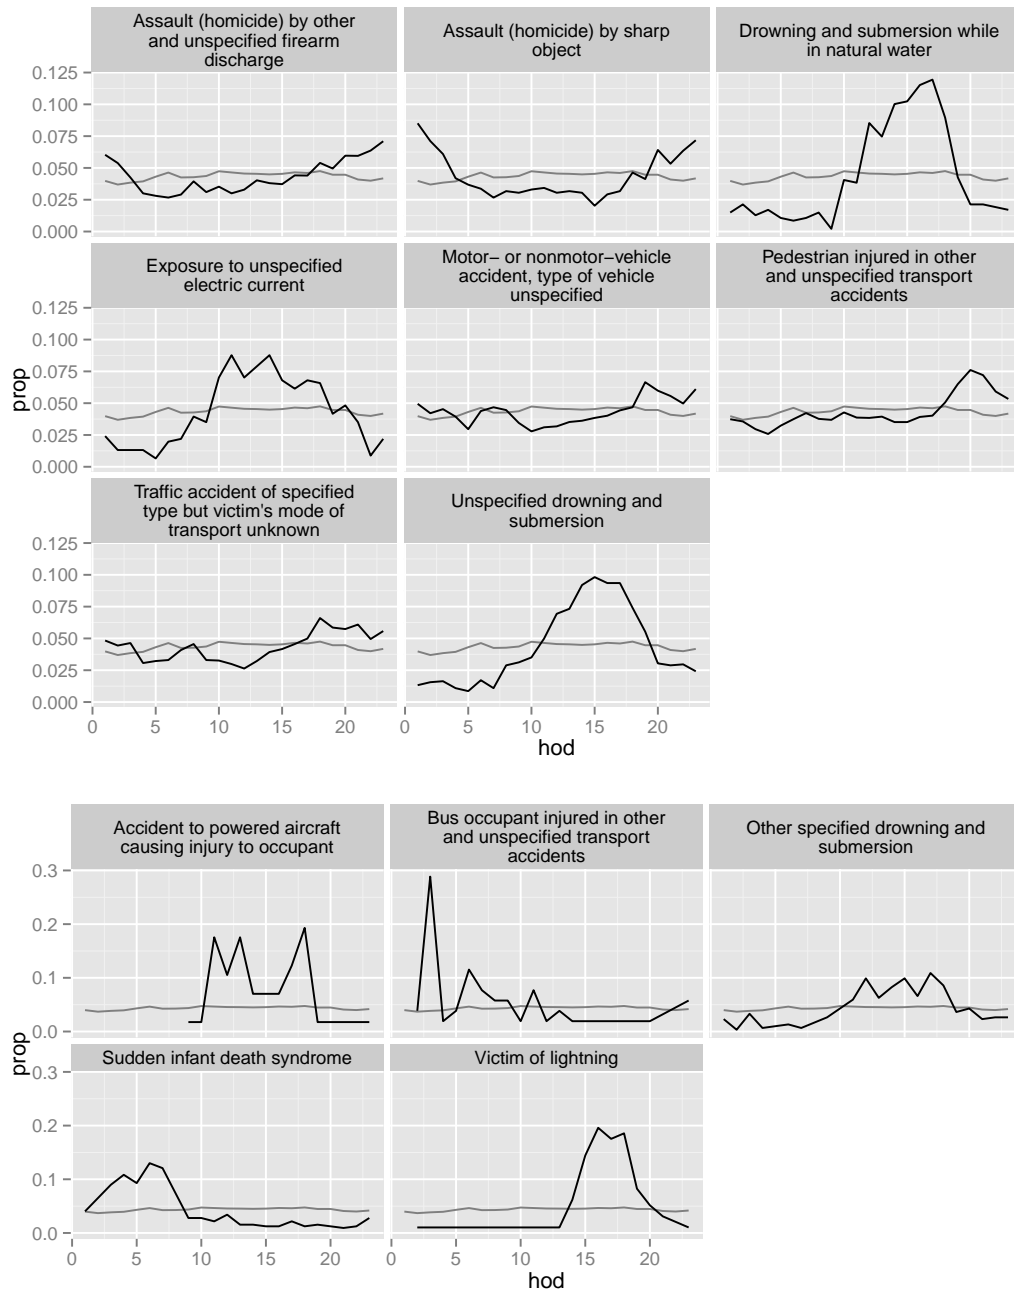 Assault (homicide) by other
and unspecified firearm
discharge
Assault (homicide) by sharp
object
Drowning and submersion while
in natural water
0.125
0.100
0.075
0.050
0.025
0.000
Exposure to unspecified
electric current
Motor− or nonmotor−vehicle
accident, type of vehicle
unspecified
Pedestrian injured in other
and unspecified transport
accidents
0.125
0.100
0.075
0.050
0.025
0.000
prop
Traffic accident of specified
type but victim's mode of
transport unknown
Unspecified drowning and
submersion
0.125
0.100
0.075
0.050
0.025
0.000
0 5 10 15 20 0 5 10 15 20
hod
Accident to powered aircraft
causing injury to occupant
Bus occupant injured in other
and unspecified transport
accidents
Other specified drowning and
submersion
0.3
0.2
0.1
0.0
prop
Sudden infant death syndrome
Victim of lightning
0.3
0.2
0.1
0.0
0 5 10 15 20 0 5 10 15 20
hod